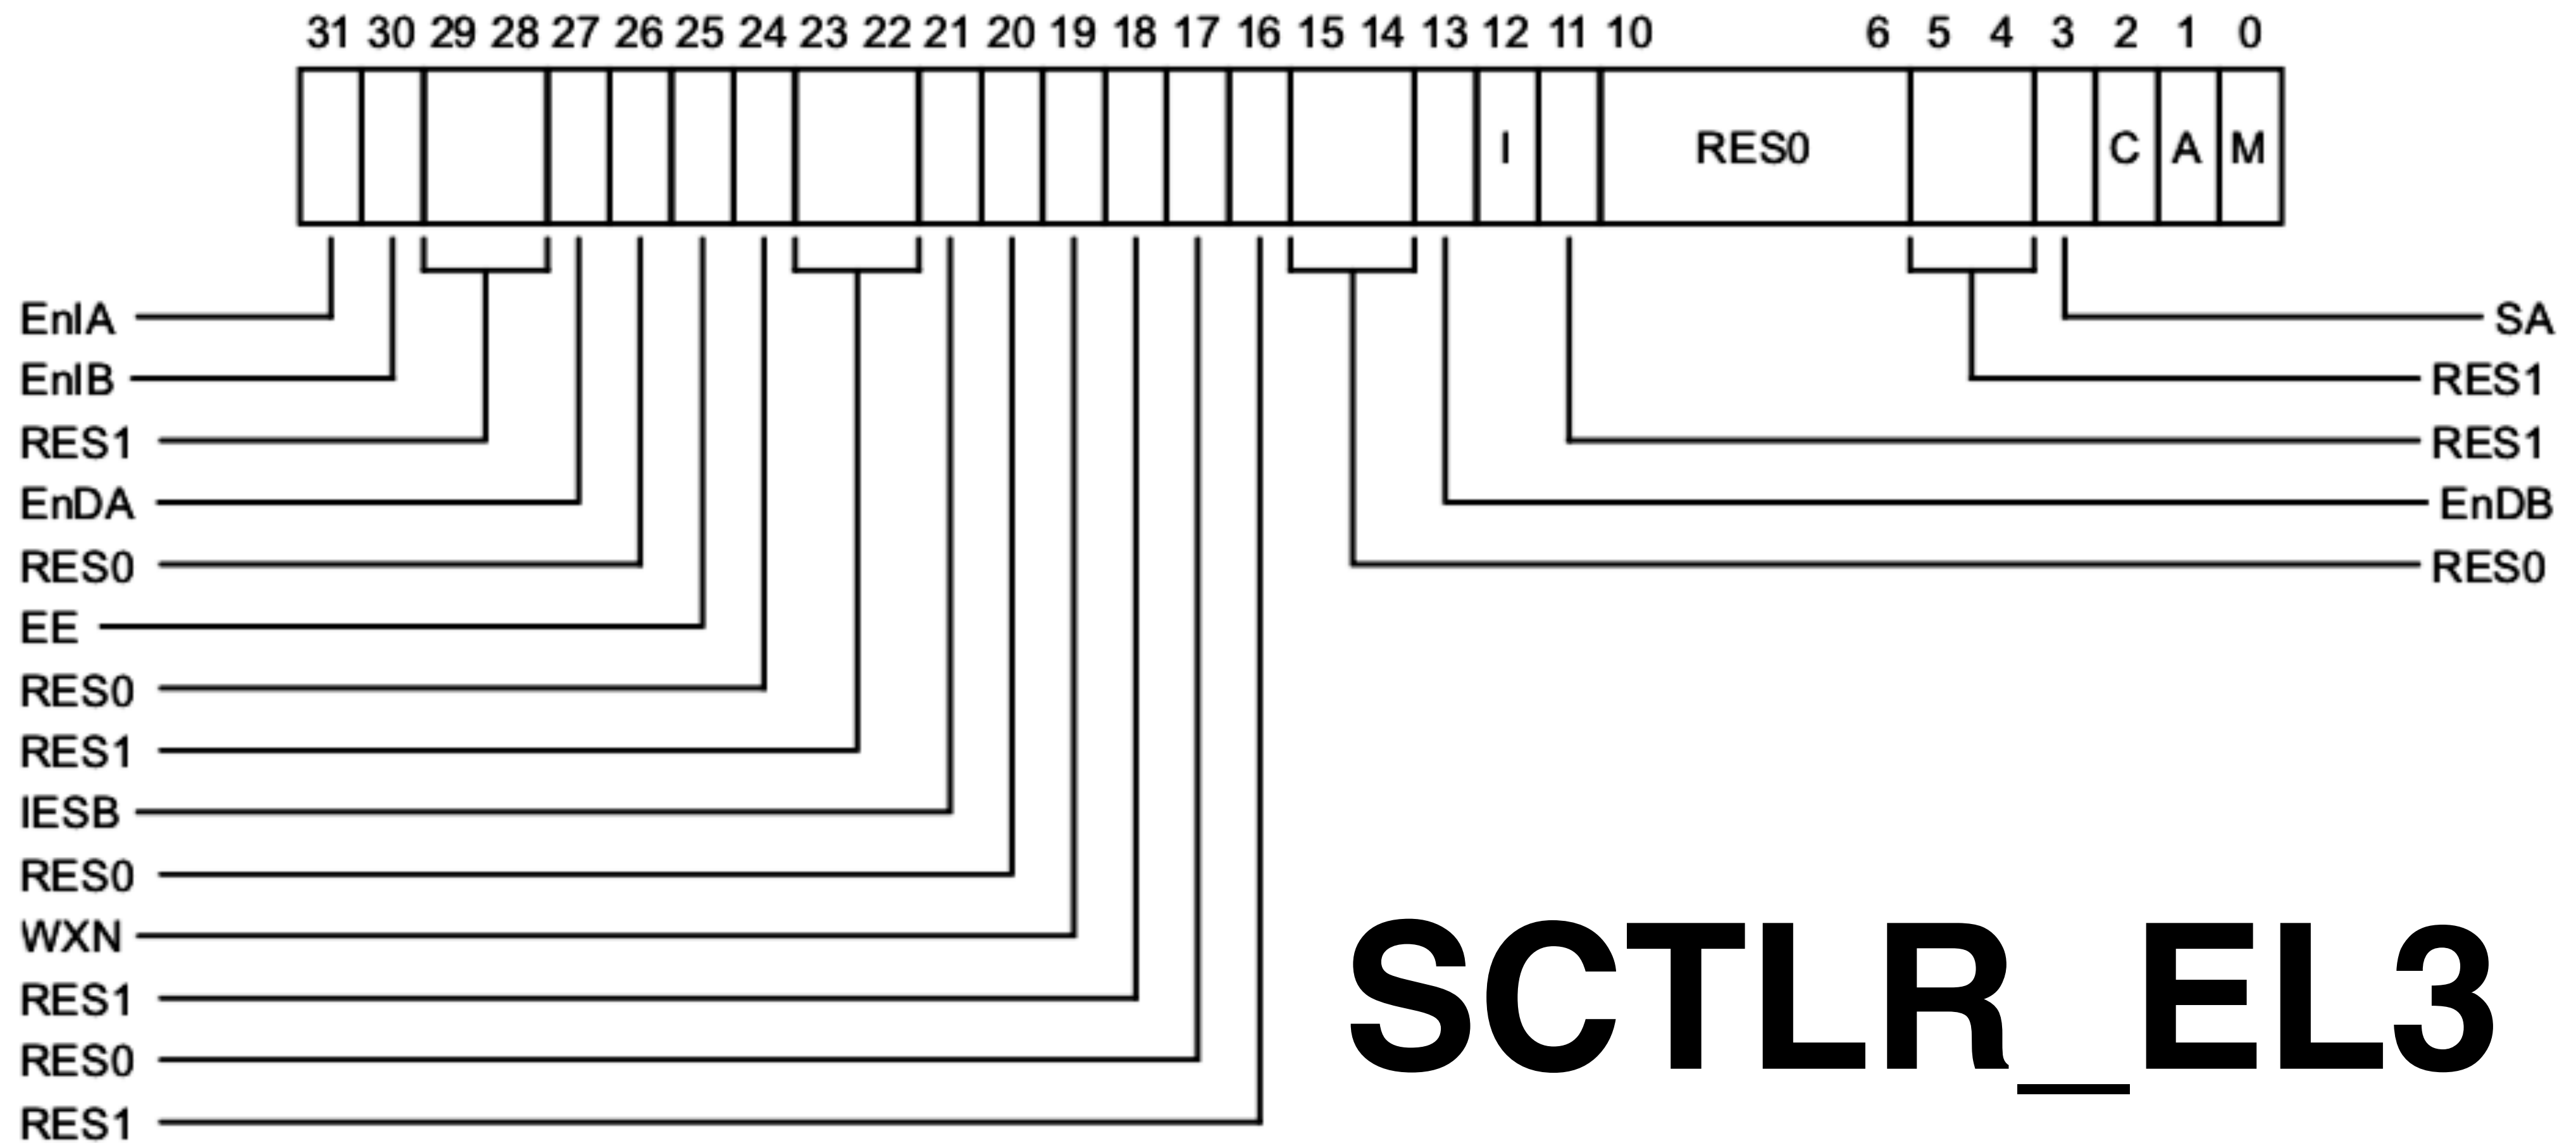 31 30 29 28 27 26 25 24 23 22 21 20 19 18 17 16 15 14 13 12 11 10 6 5 4 3 2 1 0
I RES0 C A M
EnIA SA
EnIB RES1
RES1 RES1
EnDA EnDB
RES0 RES0
EE
RES0
RES1
IESB
RES0
WXN
RES1
RES0
RES1
SCTLR_EL3